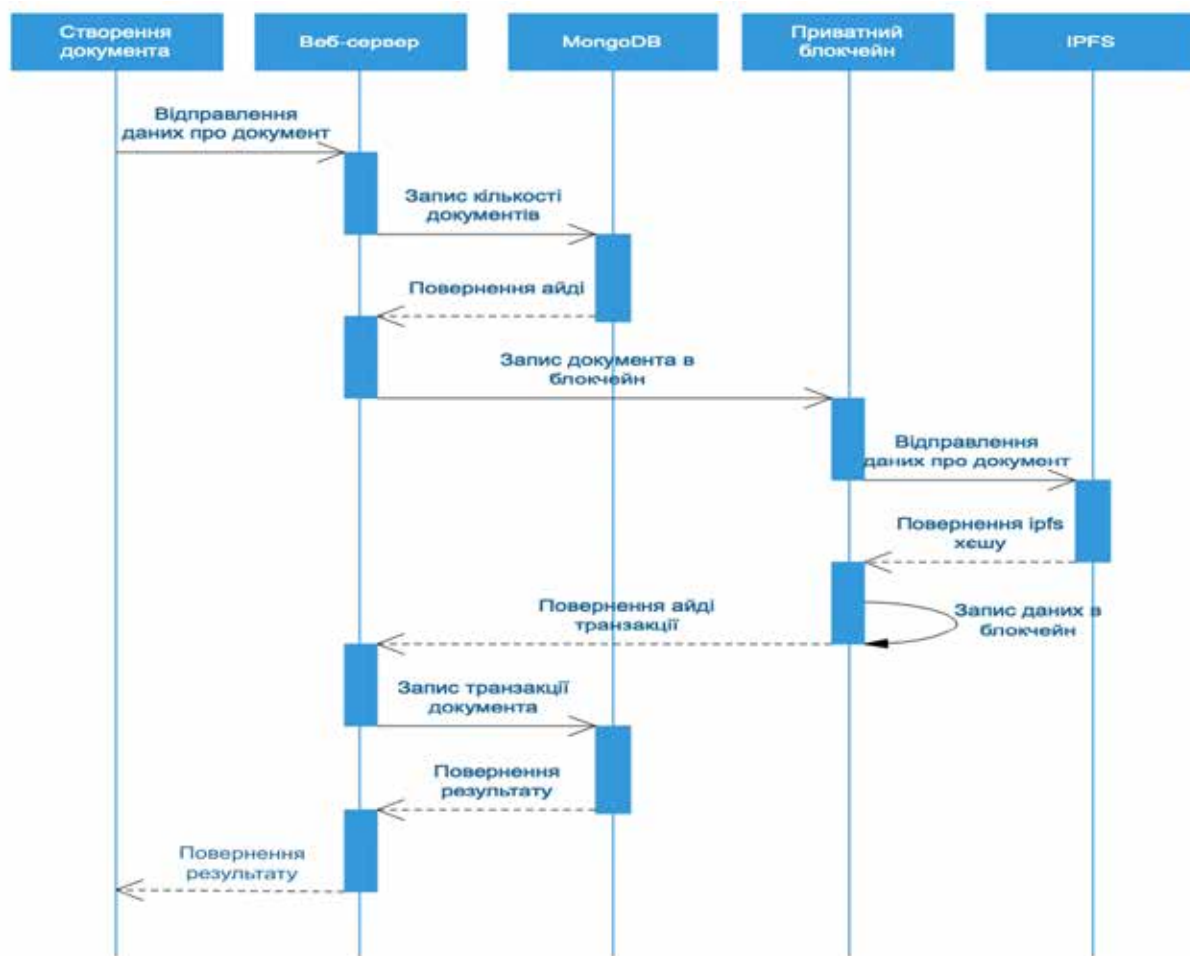 Створення
документа
Веб-сервер
MongoDB
Приватний
блокчейн
IPFS
Відправлення
даних про документ
Запис кількості
документів
Повернення айді
Запис документа в
блокчейн
Відправлення
даних про документ
Повернення ipfs
хєшу
Повернення айді
транзакції
Запис даних в
блокчейн
Запис транзакції
документа
Повернення
результату
Повернення
результату